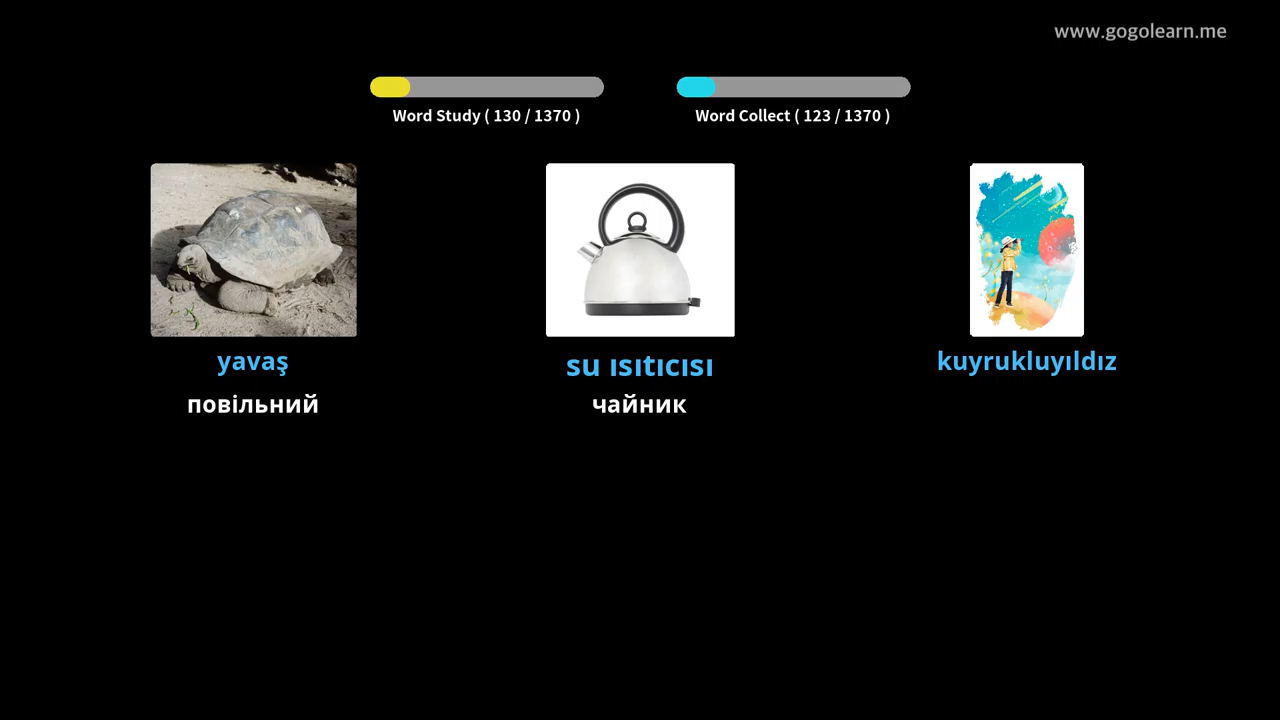 www.gogolearn.me
Word Study ( 130 / 1370 )
Word Collect ( 123 / 1370 )
yavaş
su ısıtıcısı
kuyrukluyıldız
повільний
чайник